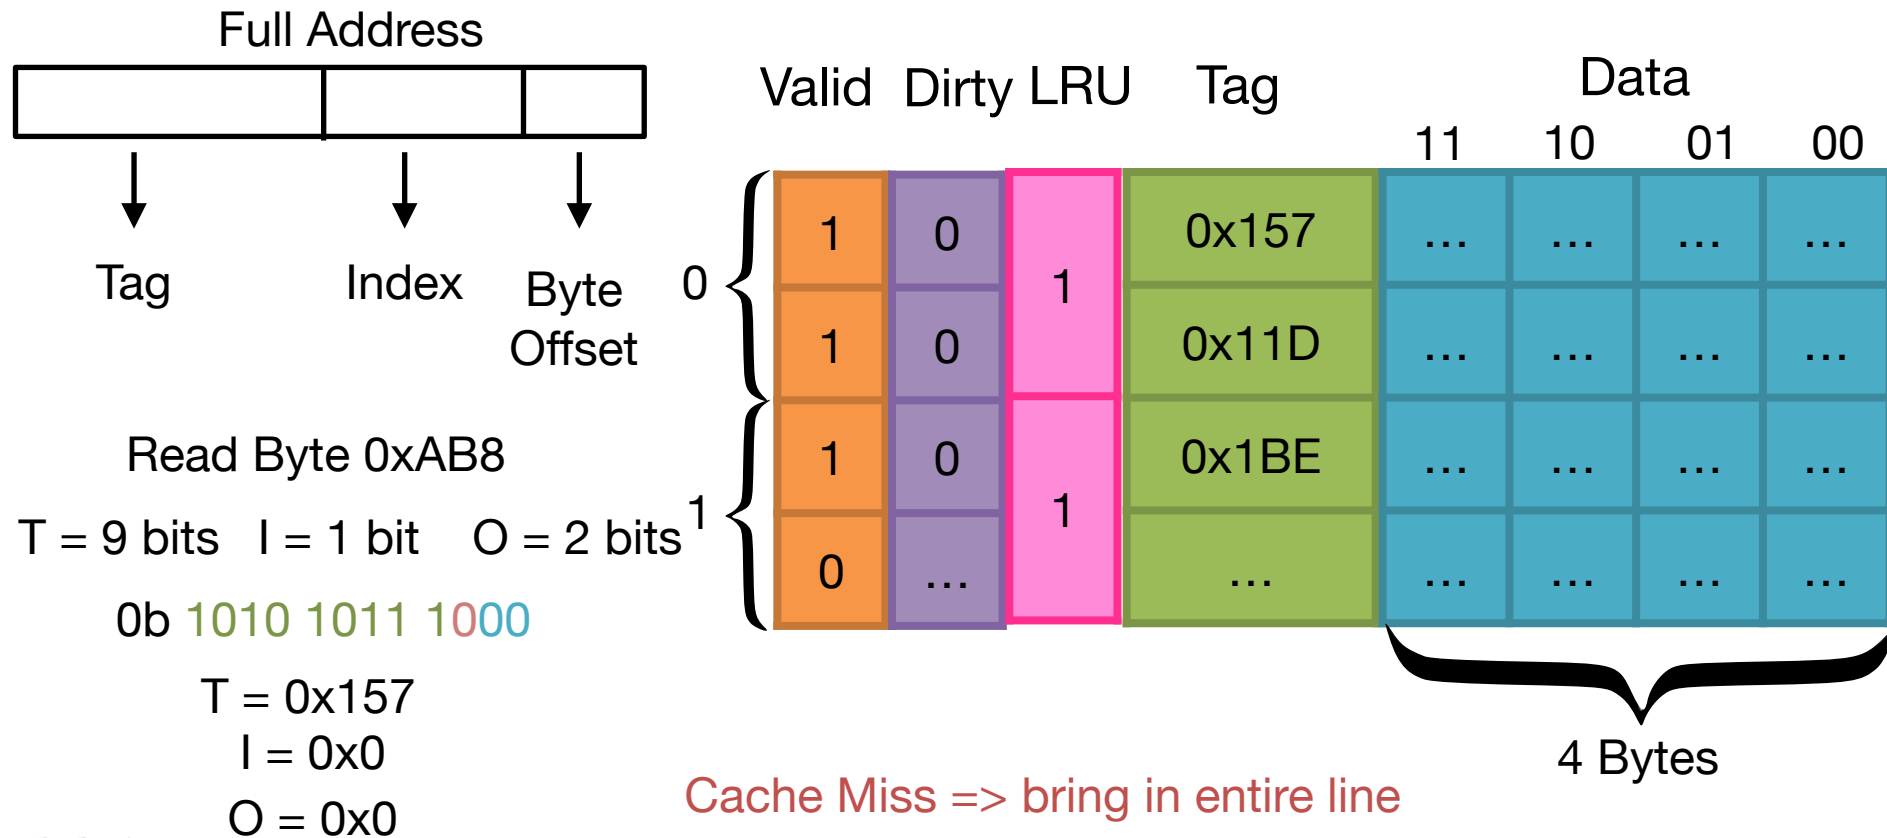 Full Address
Tag Index Byte Offset
Read Byte 0xAB8
T = 9 bits I = 1 bit O = 2 bits
0b 1010 1011 1000
T = 0x157
I = 0x0
O = 0x0
Valid Dirty LRU Tag Data
11 10 01 00
0
1 0 1 0x157 ... ... ... ...
1 0 0x11D ... ... ... ...
1
1 0 1 0x1BE ... ... ... ...
0 ... ... ... ... ... ...
4 Bytes
Cache Miss => bring in entire line